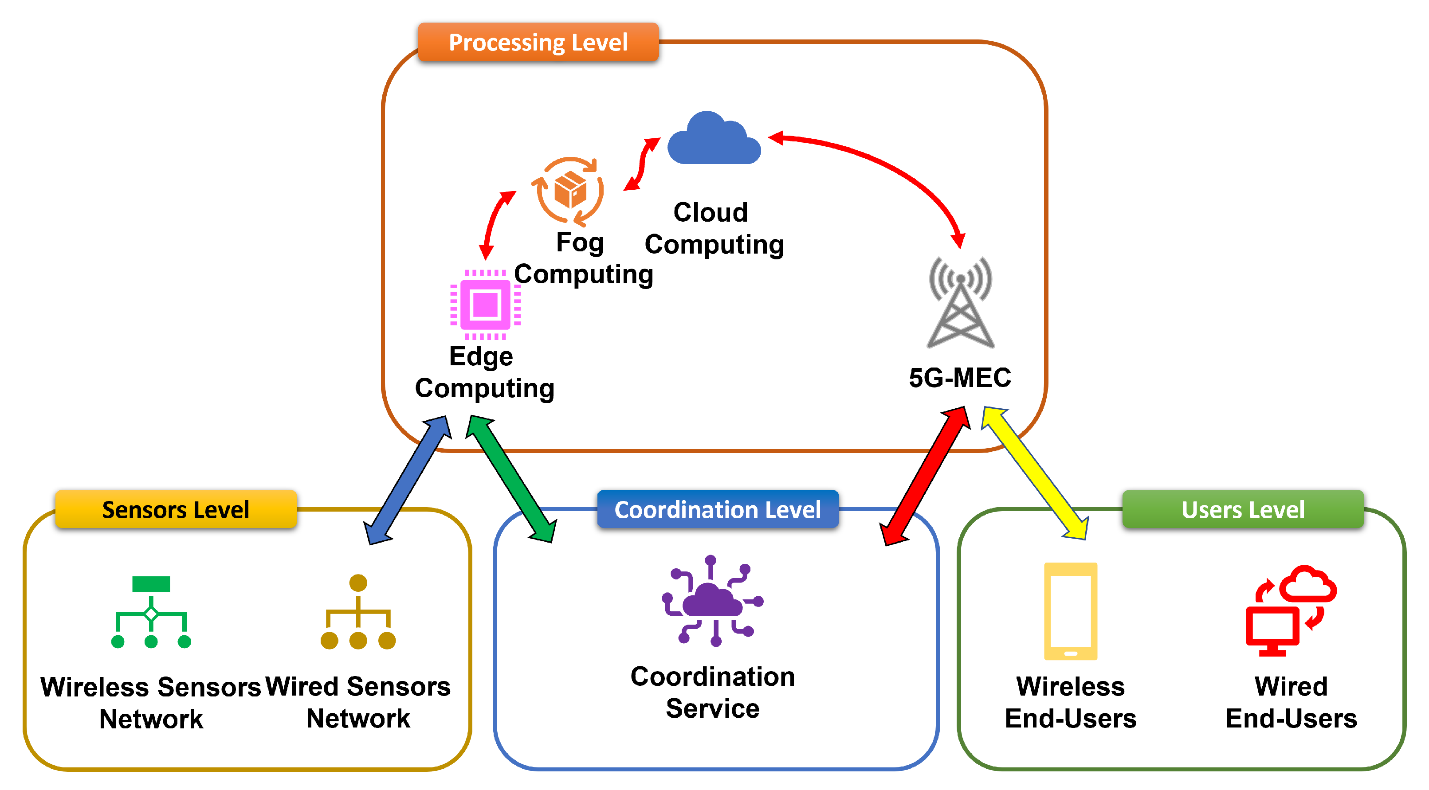 Processing Level
Cloud
Computing
Fog
Computing
Edge
Computing
5G-MEC
Sensors Level
Wireless Sensors
Network
Wired Sensors
Network
Coordination Level
Coordination
Service
Users Level
Wireless
End-Users
Wired
End-Users